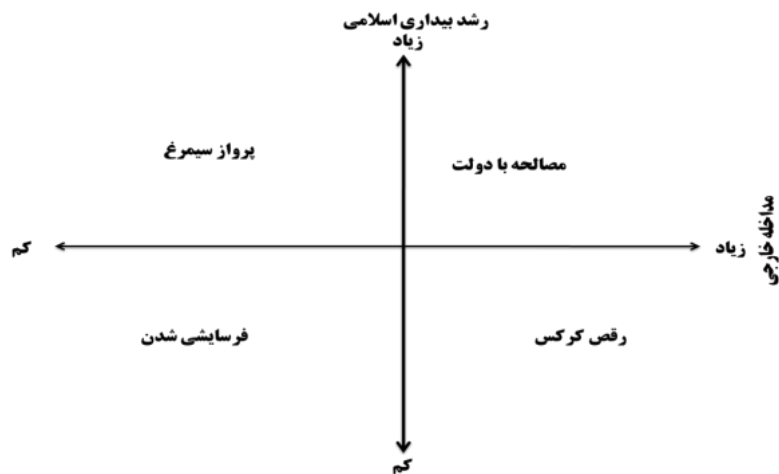 رشد بیداری اسلامی
زیاد
مصالحه با دولت
پرواز سیمرغ
مداخله خارجی
زیاد
کم
رقص کرکس
فرسایشی شدن
کم